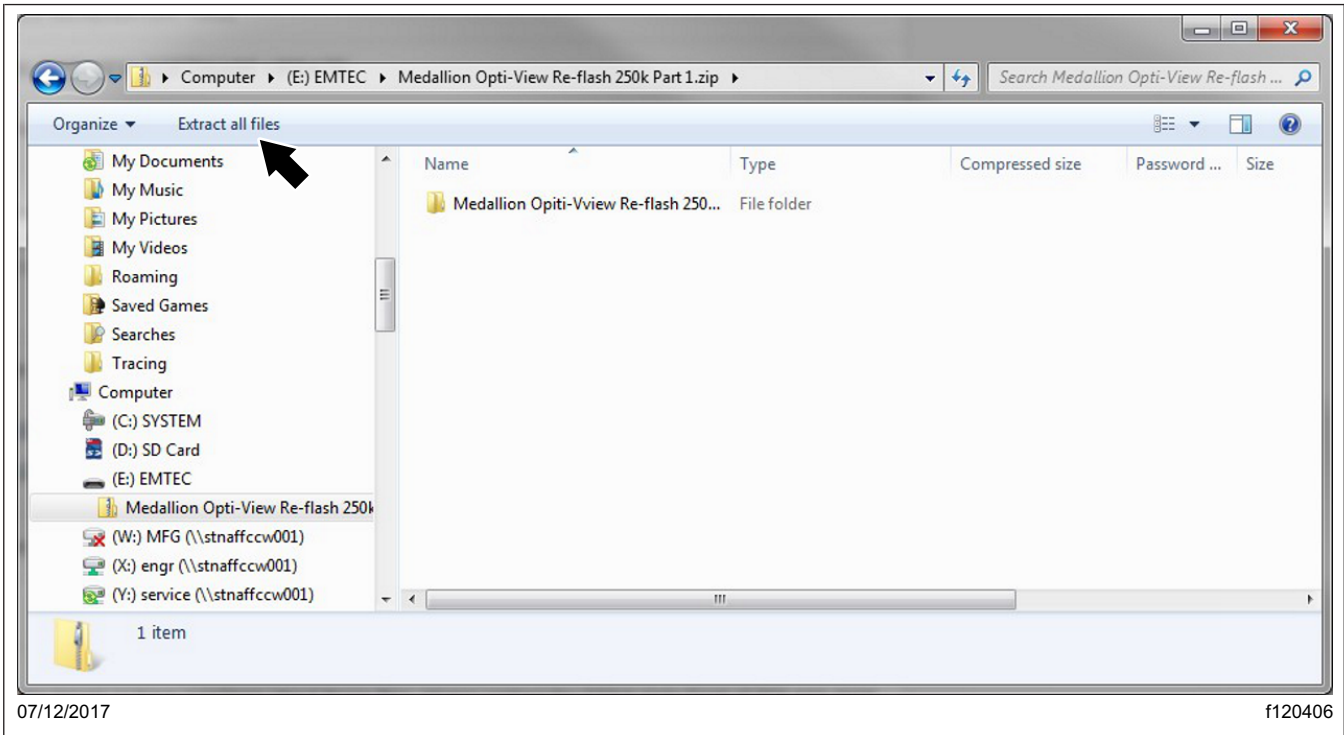 Computer (E:) EMTEC Medallion Opti-View Re-flash 250k Part 1.zip
Search Medallion Opti-View Re-flash ...
Organize Extract all files
Name Type Compressed size Password ... Size
My Documents
My Music
My Pictures
My Videos
Roaming
Saved Games
Searches
Tracing
Computer
(C:) SYSTEM
(D:) SD Card
(E:) EMTEC
Medallion Opti-View Re-flash 250k
(W:) MFG (\\stnaffccw001)
(X:) engr (\\stnaffccw001)
(Y:) service (\\stnaffccw001)
Medallion Opiti-Vview Re-flash 250... File folder
1 item
07/12/2017
f120406